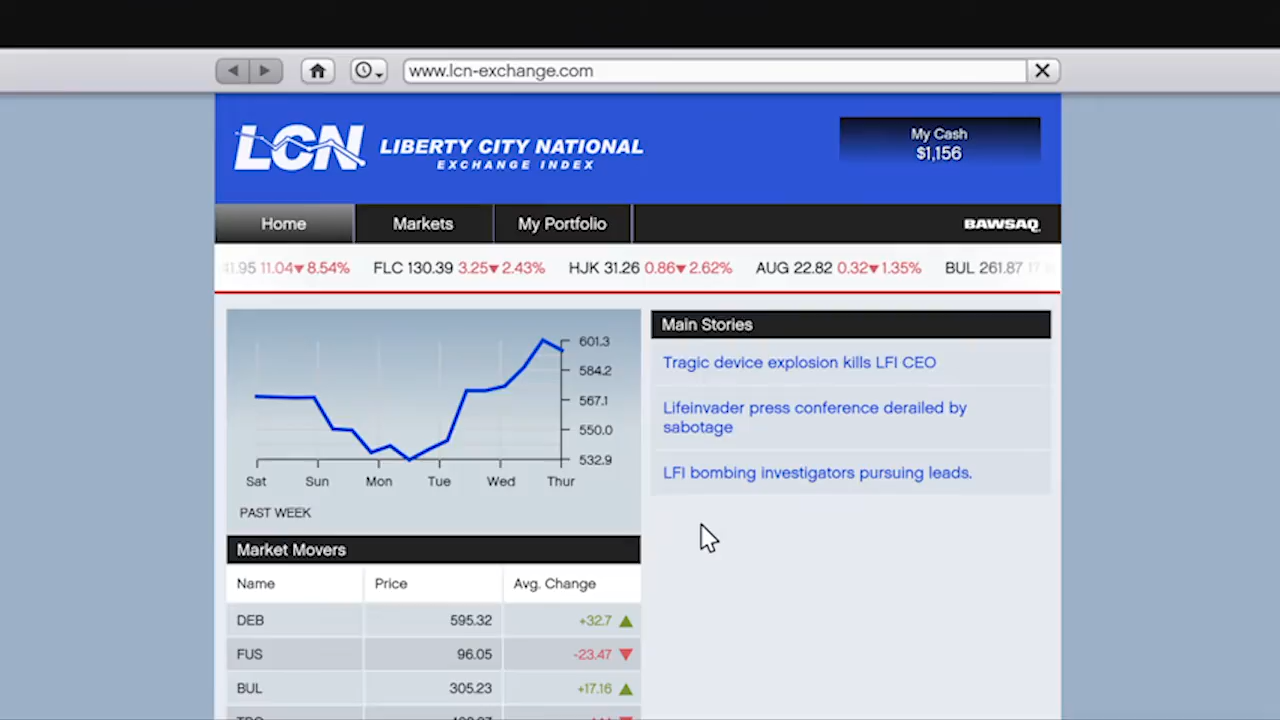 www.lcn-exchange.com
LCN
LIBERTY CITY NATIONAL
EXCHANGE INDEX
My Cash
$1,156
Home
Markets
My Portfolio
BAWSAQ
11.04▼8.54% FLC 130.39 3.25▼2.43% HJK 31.26 0.86▼2.62% AUG 22.82 0.32▼1.35% BUL 261.87
601.3
584.2
567.1
550.0
532.9
Sat Sun Mon Tue Wed Thur
PAST WEEK
Main Stories
Tragic device explosion kills LFI CEO
Lifeinvader press conference derailed by
sabotage
LFI bombing investigators pursuing leads.
Market Movers
Name Price Avg. Change
DEB 595.32 +32.7 ▲
FUS 96.05 -23.47 ▼
BUL 305.23 +17.16 ▲